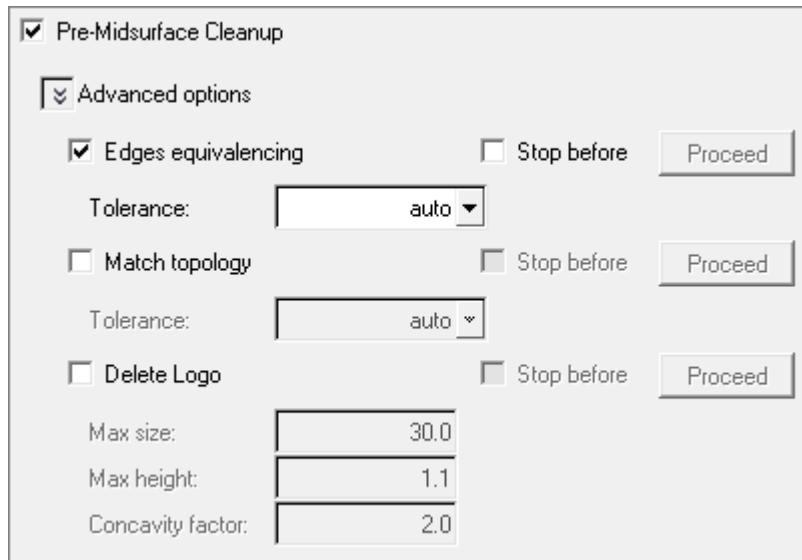 Pre-Midsurface Cleanup
Advanced options
Edges equivalencing Stop before Proceed
Tolerance: auto
Match topology Stop before Proceed
Tolerance: auto
Delete Logo Stop before Proceed
Max size: 30.0
Max height: 1.1
Concavity factor: 2.0